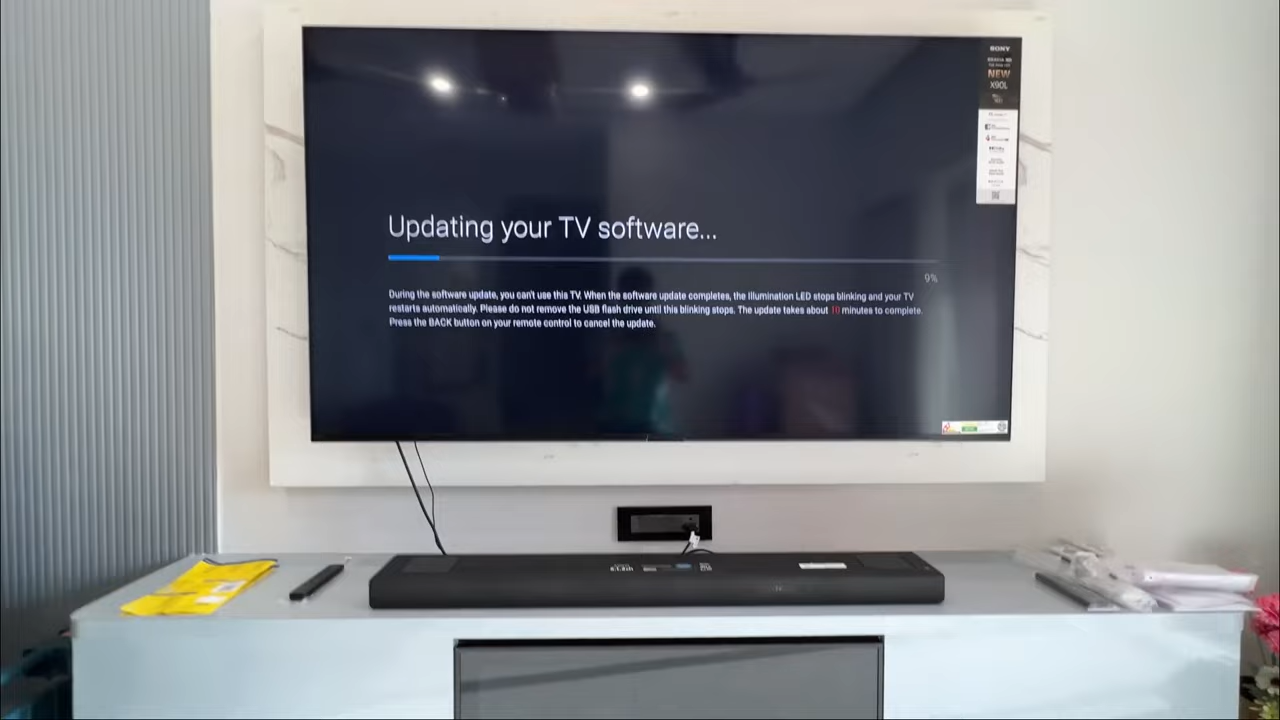 SONY
NEW
X90L
Updating your TV software...
9%
During the software update, you can't use this TV. When the software update completes, the Illumination LED stops blinking and your TV
restarts automatically. Please do not remove the USB flash drive until this blinking stops. The update takes about 10 minutes to complete.
Press the BACK button on your remote control to cancel the update.